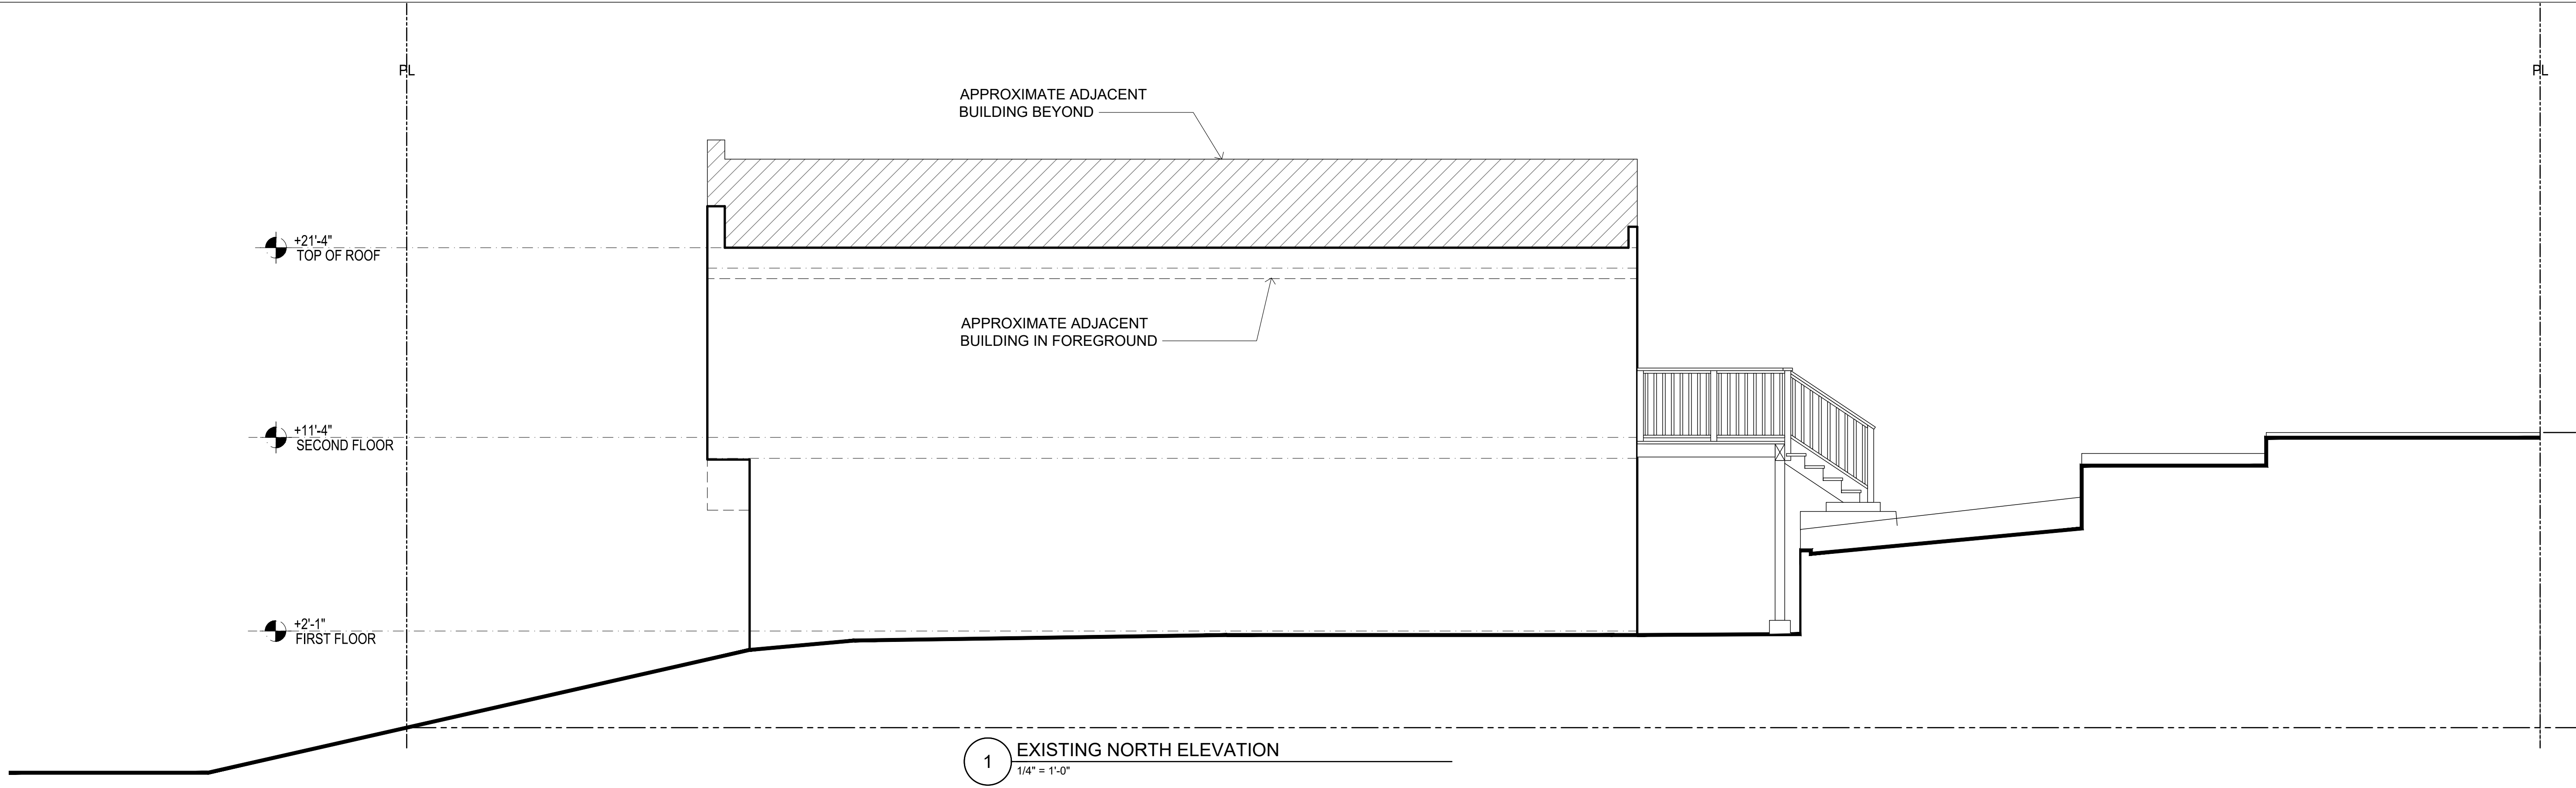 PL
PL
APPROXIMATE ADJACENT
BUILDING BEYOND
+21'-4"
TOP OF ROOF
APPROXIMATE ADJACENT
BUILDING IN FOREGROUND
+11'-4"
SECOND FLOOR
+2'-1"
FIRST FLOOR
1
EXISTING NORTH ELEVATION
1/4" = 1'-0"